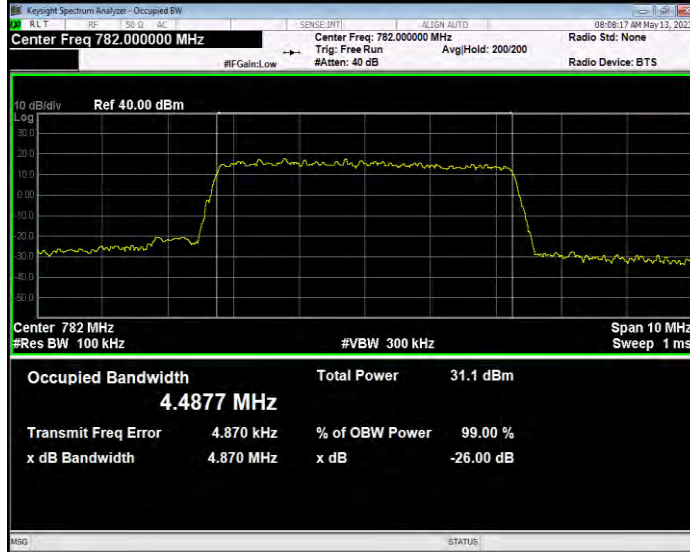 Keysight Spectrum Analyzer - Occupied BW
RLT RF 50 Ω AC SENSE:INT ALIGN AUTO 08:08:17 AM May 13, 2023
Center Freq 782.000000 MHz Center Freq: 782.000000 MHz Radio Std: None
Trig: Free Run Avg|Hold: 200/200
#IFGain:Low #Atten: 40 dB Radio Device: BTS
10 dB/div Ref 40.00 dBm
Log
30.0
20.0
10.0
0.00
-10.0
-20.0
-30.0
-40.0
-50.0
Center 782 MHz Span 10 MHz
#Res BW 100 kHz #VBW 300 kHz Sweep 1 ms
Occupied Bandwidth Total Power 31.1 dBm
4.4877 MHz
Transmit Freq Error 4.870 kHz % of OBW Power 99.00 %
x dB Bandwidth 4.870 MHz x dB -26.00 dB
MSG STATUS